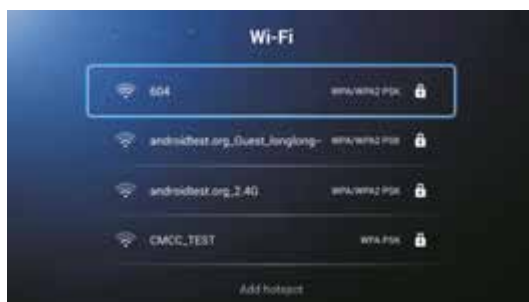 Wi-Fi
604 WPA/WPA2 PSK
androidtest.org_Guest_longlong- WPA/WPA2 PSK
androidtest.org_2.4G WPA/WPA2 PSK
CMCC_TEST WPA PSK
Add hotspot